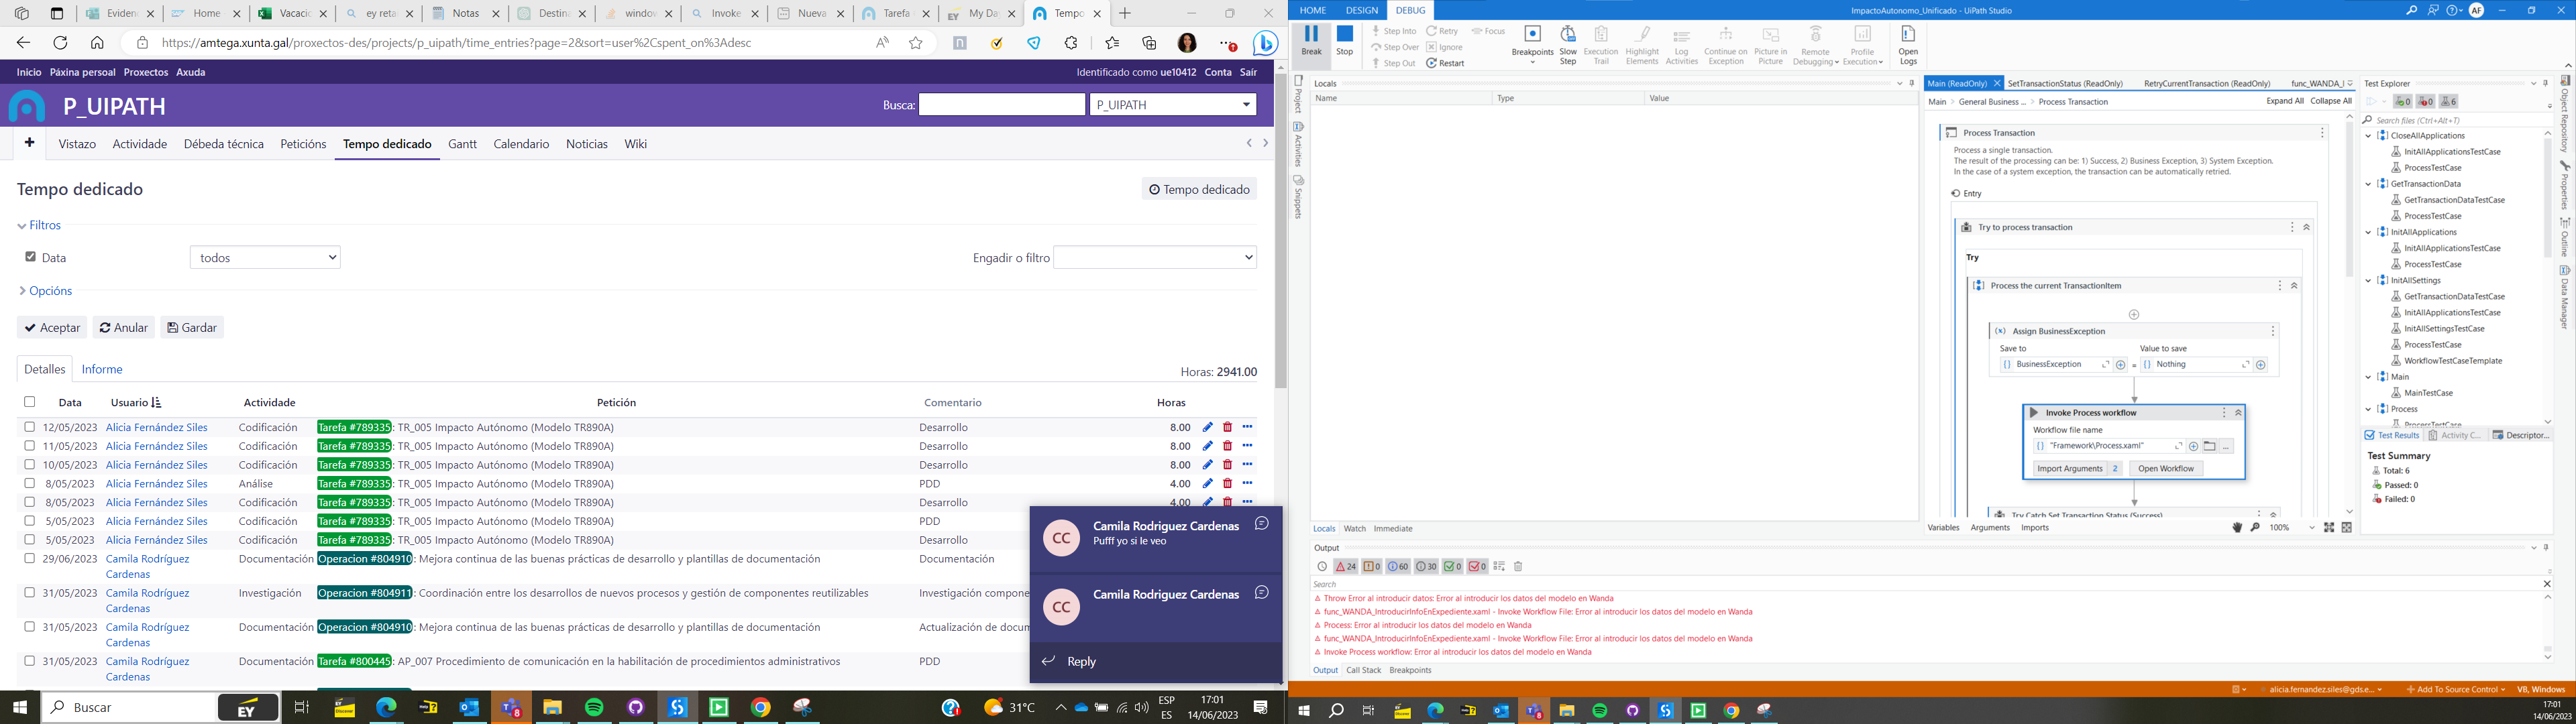 Eviden
Home
Vacacio
ey reta
Notas
Destina
window
Invoke
Nueva
Tarefa
My Da
Tempo
https://amtega.xunta.gal/proxectos-des/projects/p_uipath/time_entries?page=2&sort=user%2Cspent_on%3Adesc
Inicio Páxina persoal Proxectos Axuda
Identificado como ue10412 Conta Saír
P_UIPATH
Busca:
P_UIPATH
+ Vistazo Actividade Débeda técnica Peticións Tempo dedicado Gantt Calendario Noticias Wiki
Tempo dedicado
Tempo dedicado
Filtros
Data todos
Engadir o filtro
Opcións
Aceptar Anular Gardar
Detalles Informe
Horas: 2941.00
Data Usuario Actividade Petición Comentario Horas
12/05/2023 Alicia Fernández Siles Codificación Tarefa #789335: TR_005 Impacto Autónomo (Modelo TR890A) Desarrollo 8.00
11/05/2023 Alicia Fernández Siles Codificación Tarefa #789335: TR_005 Impacto Autónomo (Modelo TR890A) Desarrollo 8.00
10/05/2023 Alicia Fernández Siles Codificación Tarefa #789335: TR_005 Impacto Autónomo (Modelo TR890A) Desarrollo 8.00
8/05/2023 Alicia Fernández Siles Análise Tarefa #789335: TR_005 Impacto Autónomo (Modelo TR890A) PDD 4.00
8/05/2023 Alicia Fernández Siles Codificación Tarefa #789335: TR_005 Impacto Autónomo (Modelo TR890A) Desarrollo 4.00
5/05/2023 Alicia Fernández Siles Codificación Tarefa #789335: TR_005 Impacto Autónomo (Modelo TR890A) PDD
5/05/2023 Alicia Fernández Siles Codificación Tarefa #789335: TR_005 Impacto Autónomo (Modelo TR890A) Desarrollo
29/06/2023 Camila Rodríguez Documentación Operacion #804910: Mejora continua de las buenas prácticas de desarrollo y plantillas de documentación Documentación
Cardenas
31/05/2023 Camila Rodríguez Investigación Operacion #804911: Coordinación entre los desarrollos de nuevos procesos y gestión de componentes reutilizables Investigación compone
Cardenas
31/05/2023 Camila Rodríguez Documentación Operacion #804910: Mejora continua de las buenas prácticas de desarrollo y plantillas de documentación Actualización de docum
Cardenas
31/05/2023 Camila Rodríguez Documentación Tarefa #800445: AP_007 Procedimiento de comunicación en la habilitación de procedimientos administrativos PDD
Cardenas
CC Camila Rodriguez Cardenas
Pufff yo si le veo
CC Camila Rodriguez Cardenas
Reply
Buscar
EY
31°C
ESP
ES
17:01
14/06/2023
HOME DESIGN DEBUG
ImpactoAutonomo_Unificado - UiPath Studio
AF
Break
Stop
Step Into
Step Over
Step Out
Retry
Ignore
Restart
Focus
Breakpoints
Slow Step
Execution Trail
Highlight Elements
Log Activities
Continue on Exception
Picture in Picture
Remote Debugging
Profile Execution
Open Logs
Project
Activities
Snippets
Locals
Name Type Value
Locals Watch Immediate
Main (ReadOnly) SetTransactionStatus (ReadOnly) RetryCurrentTransaction (ReadOnly) func_WANDA_I
Main > General Business ... > Process Transaction
Expand All Collapse All
Process Transaction
Process a single transaction.
The result of the processing can be: 1) Success, 2) Business Exception, 3) System Exception.
In the case of a system exception, the transaction can be automatically retried.
Entry
Try to process transaction
Try
Process the current TransactionItem
Assign BusinessException
Save to Value to save
BusinessException = Nothing
Invoke Process workflow
Workflow file name
"Framework\Process.xaml"
Import Arguments 2 Open Workflow
Try Catch Set Transaction Status (Success)
Variables Arguments Imports
100%
Test Explorer
0 0 6
Search files (Ctrl+Alt+T)
CloseAllApplications
InitAllApplicationsTestCase
ProcessTestCase
GetTransactionData
GetTransactionDataTestCase
ProcessTestCase
InitAllApplications
InitAllApplicationsTestCase
ProcessTestCase
InitAllSettings
GetTransactionDataTestCase
InitAllApplicationsTestCase
InitAllSettingsTestCase
ProcessTestCase
WorkflowTestCaseTemplate
Main
MainTestCase
Process
ProcessTestCase
Test Results Activity C... Descriptor...
Test Summary
Total: 6
Passed: 0
Failed: 0
Object Repository
Properties
Outline
Data Manager
Output
24 0 60 30 0 0
Search
Throw Error al introducir datos: Error al introducir los datos del modelo en Wanda
func_WANDA_IntroducirInfoEnExpediente.xaml - Invoke Workflow File: Error al introducir los datos del modelo en Wanda
Process: Error al introducir los datos del modelo en Wanda
func_WANDA_IntroducirInfoEnExpediente.xaml - Invoke Workflow File: Error al introducir los datos del modelo en Wanda
Invoke Process workflow: Error al introducir los datos del modelo en Wanda
Output Call Stack Breakpoints
alicia.fernandez.siles@gds.e...
Add To Source Control
VB, Windows
17:01
14/06/2023